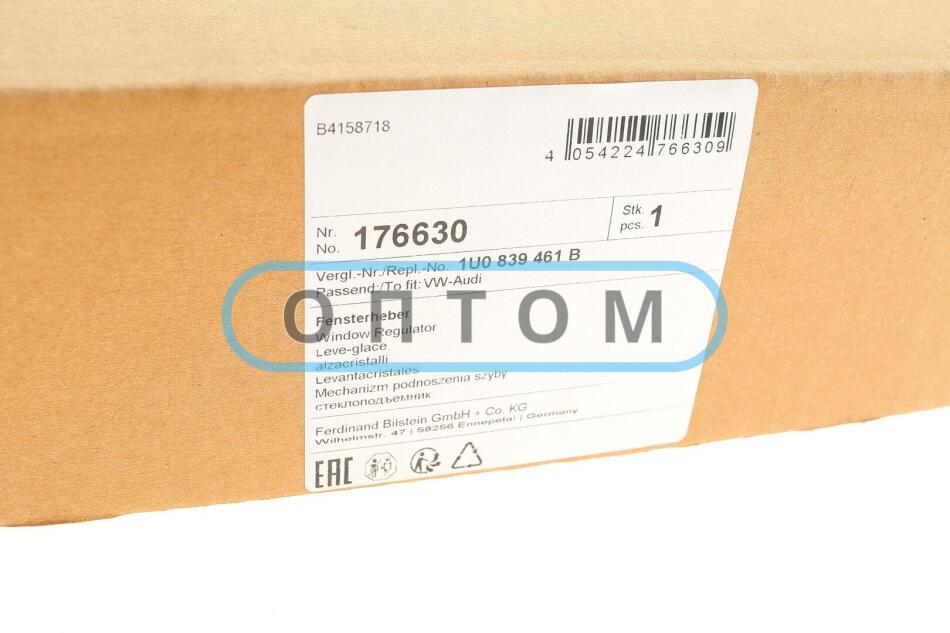 B4158718
4 054224 766309
Nr.
No. 176630
Stk.
pcs. 1
Vergl.-Nr./Repl.-No. 1U0 839 461 B
Passend:/To fit: VW-Audi
ОПТОМ
Fensterheber
Window Regulator
Leve-glace
alzacristalli
Levantacristales
Mechanizm podnoszenia szyby
стеклоподъемник
Ferdinand Bilstein GmbH + Co. KG
Wilhelmstr. 47 | 58256 Ennepetal | Germany
EAC